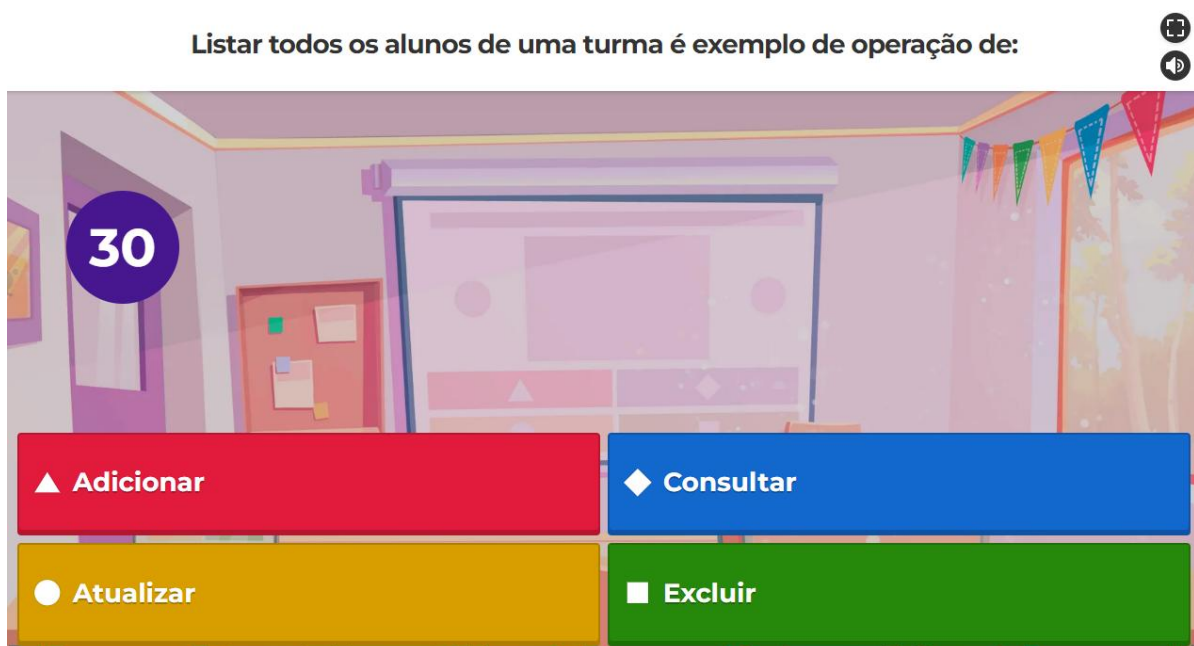 Listar todos os alunos de uma turma é exemplo de operação de:
30
Adicionar
Consultar
Atualizar
Excluir